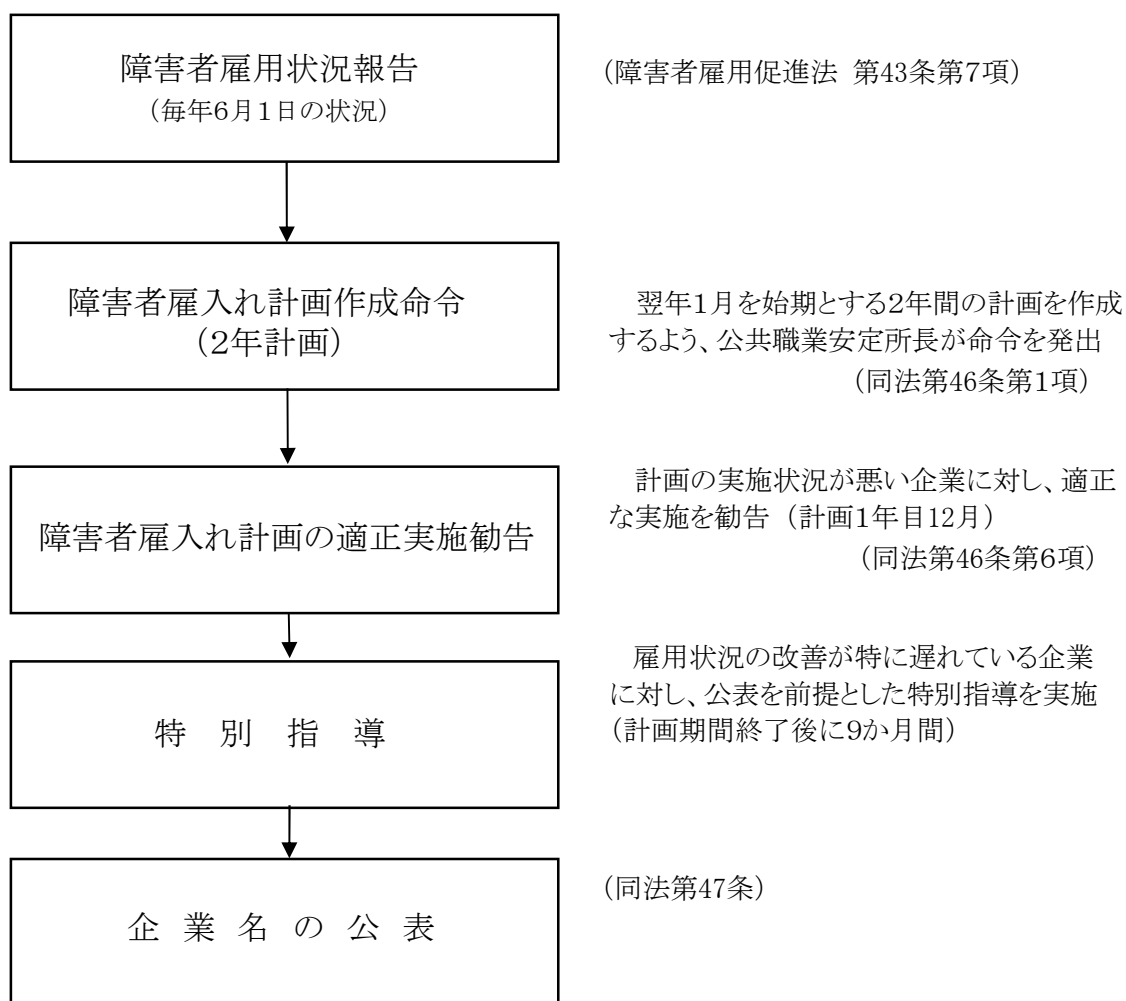 障害者雇用状況報告
（毎年６月１日の状況）
（障害者雇用促進法 第43条第７項）
障害者雇入れ計画作成命令
（２年計画）
翌年１月を始期とする２年間の計画を作成
するよう、公共職業安定所長が命令を発出
（同法第46条第１項）
障害者雇入れ計画の適正実施勧告
計画の実施状況が悪い企業に対し、適正
な実施を勧告（計画１年目12月）
（同法第46条第６項）
特　別　指　導
雇用状況の改善が特に遅れている企業
に対し、公表を前提とした特別指導を実施
（計画期間終了後に９か月間）
企 業 名 の 公 表
（同法第47条）